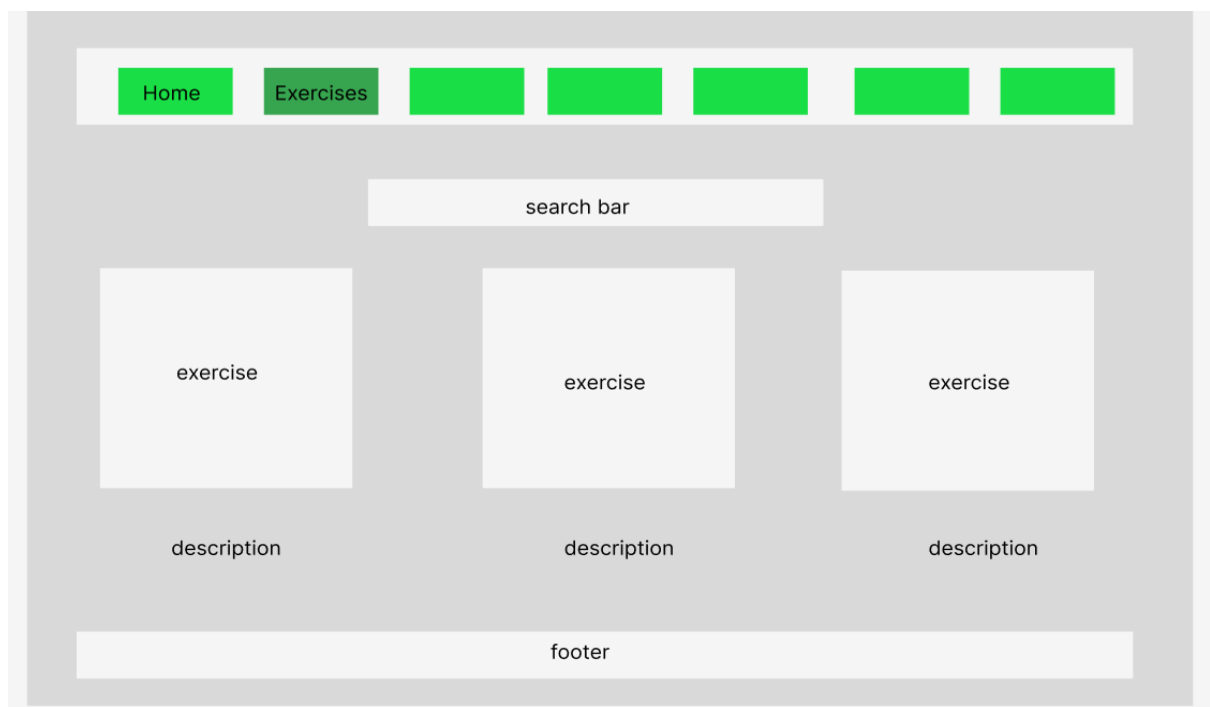 Home
Exercises
search bar
exercise
exercise
exercise
description
description
description
footer